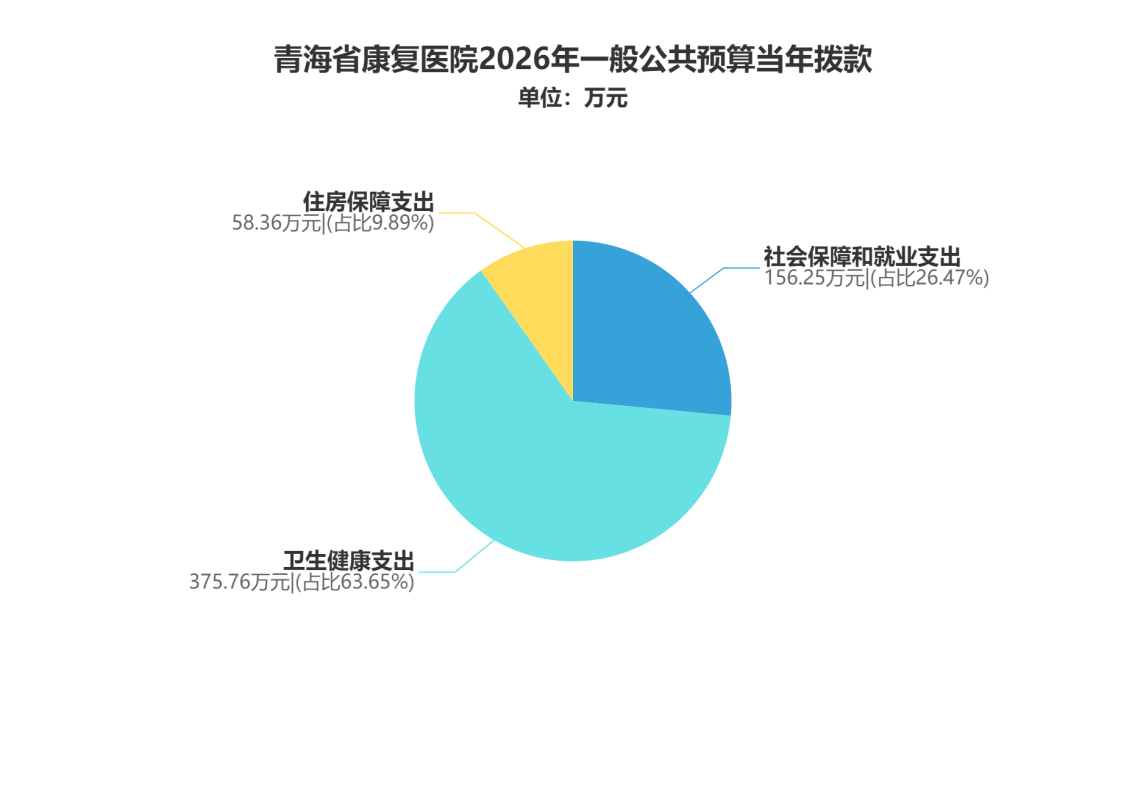 青海省康复医院2026年一般公共预算当年拨款
单位：万元
住房保障支出
58.36万元|(占比9.89%)
社会保障和就业支出
156.25万元|(占比26.47%)
卫生健康支出
375.76万元|(占比63.65%)